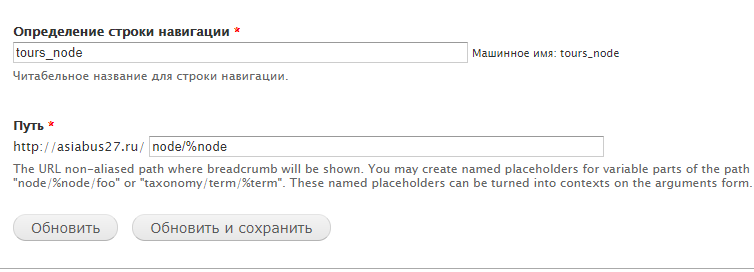 Определение строки навигации *
tours_node Машинное имя: tours_node
Читабельное название для строки навигации.
Путь *
http://asiabus27.ru/ node/%node
The URL non-aliased path where breadcrumb will be shown. You may create named placeholders for variable parts of the path
"node/%node/foo" or "taxonomy/term/%term". These named placeholders can be turned into contexts on the arguments form.
Обновить Обновить и сохранить